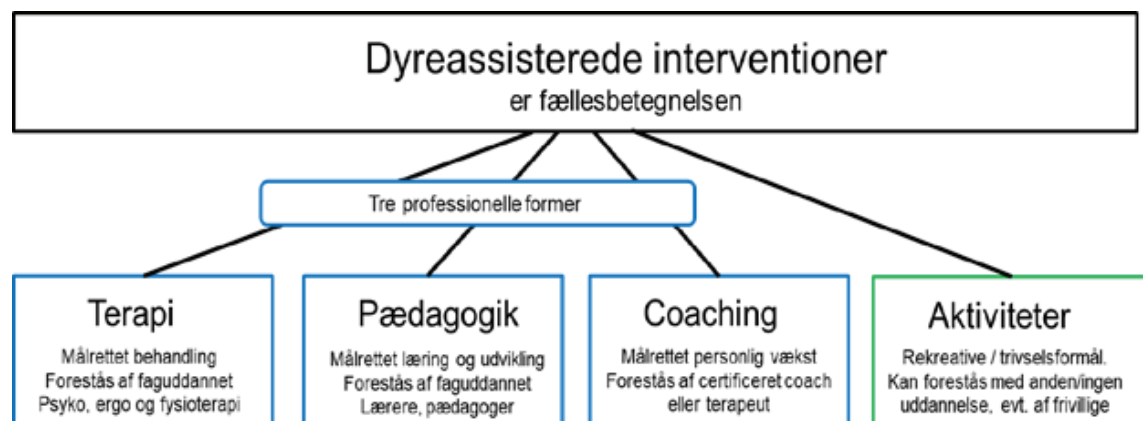 Dyreassisterede interventioner
er fællesbetegnelsen
Tre professionelle former
Terapi
Målrettet behandling
Forestås af faguddannet
Psyko, ergo og fysioterapi
Pædagogik
Målrettet læring og udvikling
Forestås af faguddannet
Lærere, pædagoger
Coaching
Målrettet personlig vækst
Forestås af certificeret coach
eller terapeut
Aktiviteter
Rekreative / trivselsformål.
Kan forestås med anden/ingen
uddannelse, evt. af frivillige